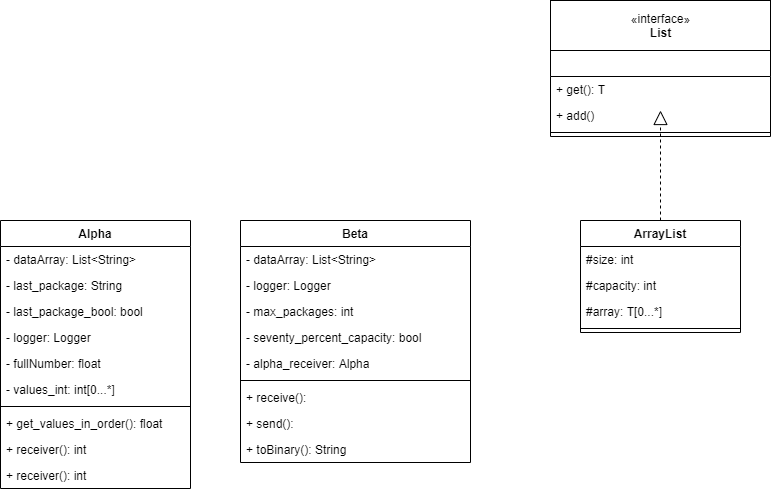 «interface»
List
+ get(): T
+ add()
Alpha
- dataArray: List<String>
- last_package: String
- last_package_bool: bool
- logger: Logger
- fullNumber: float
- values_int: int[0...*]
+ get_values_in_order(): float
+ receiver(): int
+ receiver(): int
Beta
- dataArray: List<String>
- logger: Logger
- max_packages: int
- seventy_percent_capacity: bool
- alpha_receiver: Alpha
+ receive():
+ send():
+ toBinary(): String
ArrayList
#size: int
#capacity: int
#array: T[0...*]